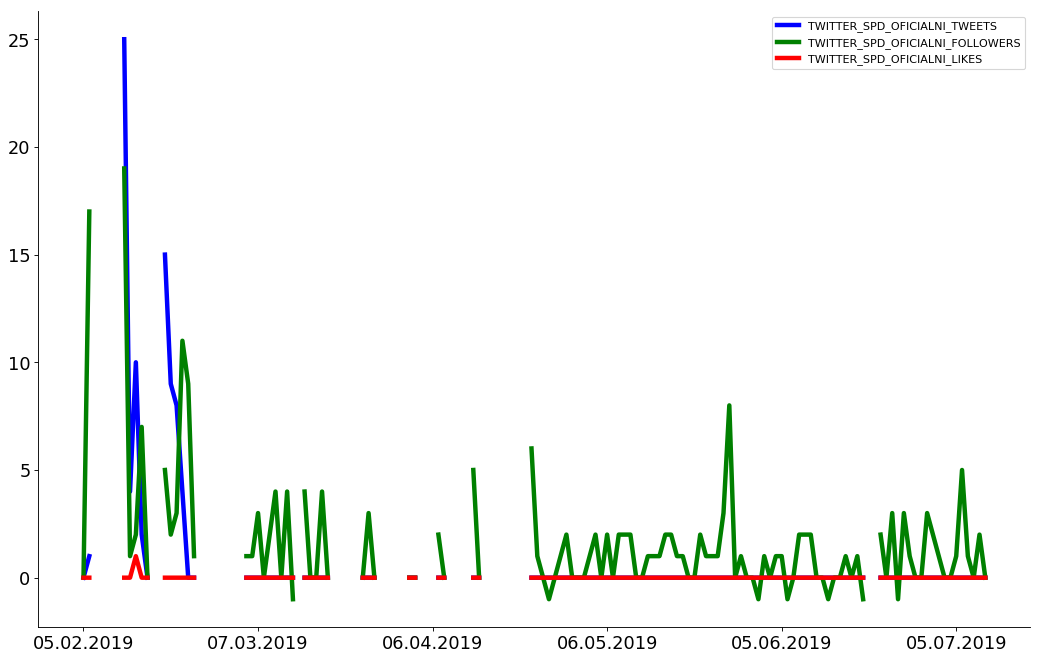 TWITTER_SPD_OFICIALNI_TWEETS
TWITTER_SPD_OFICIALNI_FOLLOWERS
TWITTER_SPD_OFICIALNI_LIKES
25
20
15
10
5
0
05.02.2019 07.03.2019 06.04.2019 06.05.2019 05.06.2019 05.07.2019